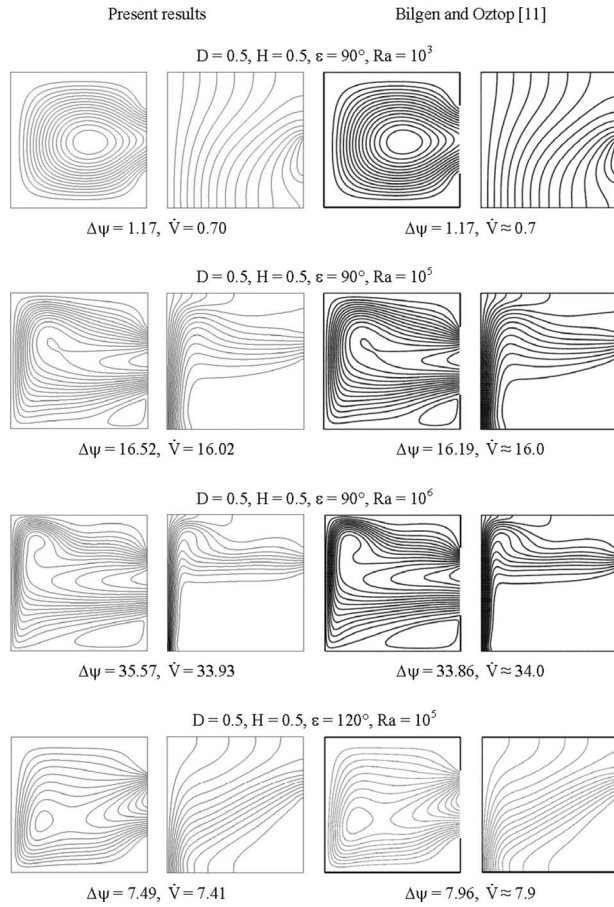 Present results Bilgen and Oztop [11]
D = 0.5, H = 0.5, ε = 90°, Ra = 10³
Δψ = 1.17, V̇ = 0.70 Δψ = 1.17, V̇ ≈ 0.7
D = 0.5, H = 0.5, ε = 90°, Ra = 10⁵
Δψ = 16.52, V̇ = 16.02 Δψ = 16.19, V̇ ≈ 16.0
D = 0.5, H = 0.5, ε = 90°, Ra = 10⁶
Δψ = 35.57, V̇ = 33.93 Δψ = 33.86, V̇ ≈ 34.0
D = 0.5, H = 0.5, ε = 120°, Ra = 10⁵
Δψ = 7.49, V̇ = 7.41 Δψ = 7.96, V̇ ≈ 7.9